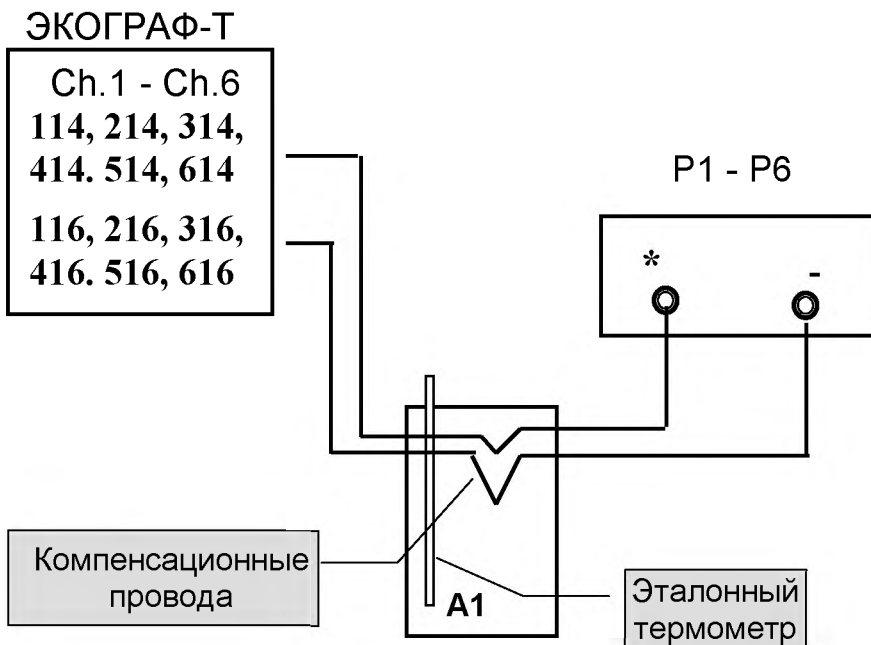 ЭКОГРАФ-Т
Ch.1 - Ch.6
114, 214, 314,
414. 514, 614
116, 216, 316,
416. 516, 616
P1 - P6
*
-
Компенсационные
провода
A1
Эталонный
термометр